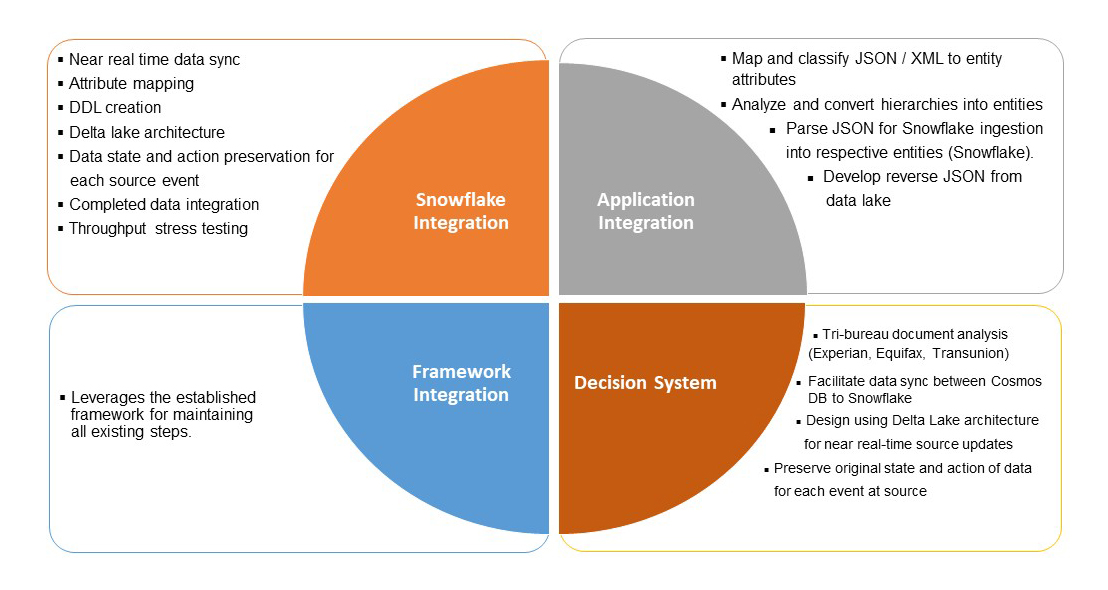 ▪ Near real time data sync
▪ Attribute mapping
▪ DDL creation
▪ Delta lake architecture
▪ Data state and action preservation for
each source event
▪ Completed data integration
▪ Throughput stress testing
Snowflake
Integration
▪ Map and classify JSON / XML to entity
attributes
▪ Analyze and convert hierarchies into entities
▪ Parse JSON for Snowflake ingestion
into respective entities (Snowflake).
▪ Develop reverse JSON from
data lake
Application
Integration
▪ Leverages the established
framework for maintaining
all existing steps.
Framework
Integration
Decision System
▪ Tri-bureau document analysis
(Experian, Equifax, Transunion)
▪ Facilitate data sync between Cosmos
DB to Snowflake
▪ Design using Delta Lake architecture
for near real-time source updates
▪ Preserve original state and action of data
for each event at source